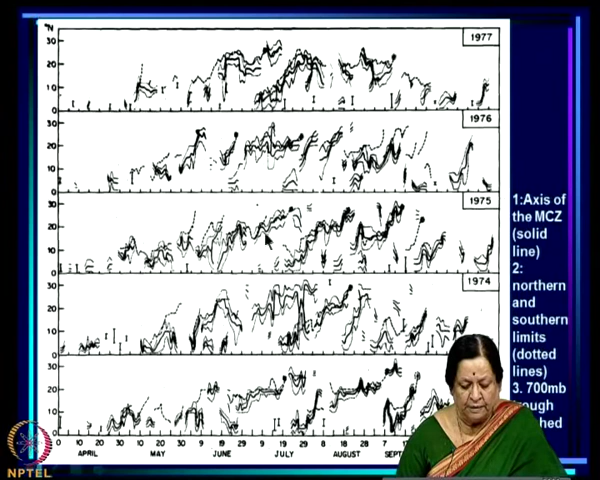 °N
30
20
10
0
1977
30
20
10
0
1976
30
20
10
0
1975
30
20
10
0
1974
30
20
10
0
0 10 20 30 10 20 30 9 19 29 9 19 29 8 18 28 7
APRIL MAY JUNE JULY AUGUST
1:Axis of
the MCZ
(solid
line)
2:
northern
and
southern
limits
(dotted
lines)
3. 700mb
NPTEL